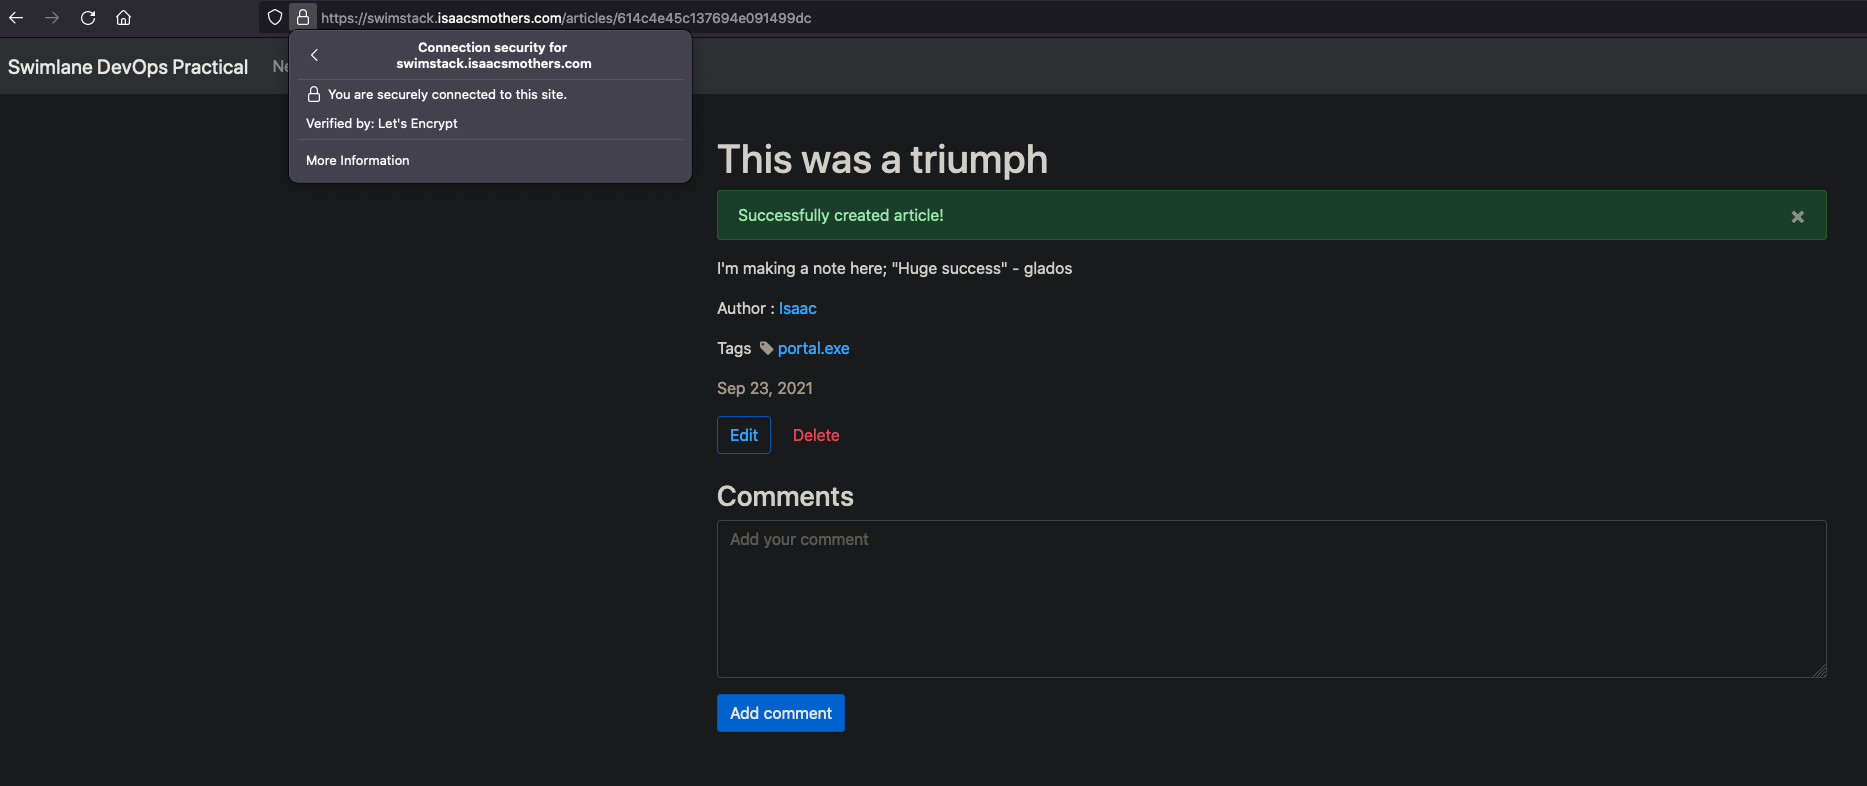 https://swimstack.isaacsmothers.com/articles/614c4e45c137694e091499dc
Swimlane DevOps Practical
Connection security for
swimstack.isaacsmothers.com
You are securely connected to this site.
Verified by: Let's Encrypt
More Information
This was a triumph
Successfully created article!
I'm making a note here; "Huge success" - glados
Author : Isaac
Tags portal.exe
Sep 23, 2021
Edit Delete
Comments
Add your comment
Add comment